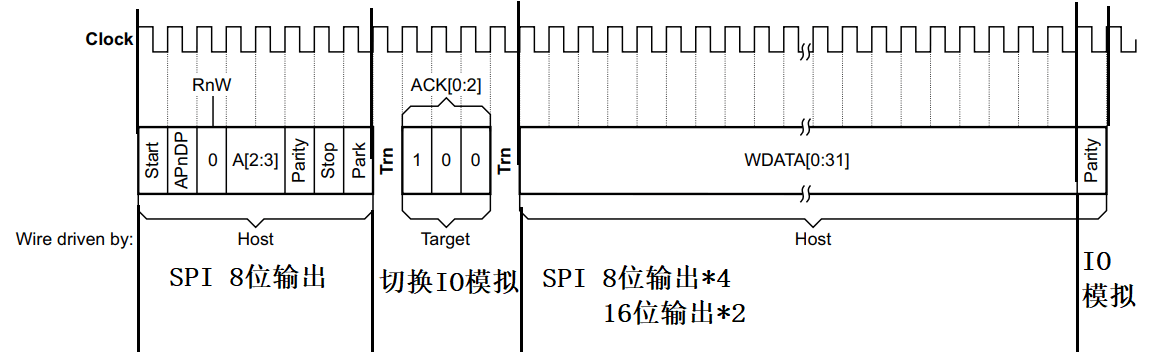 Clock
RnW
ACK[0:2]
Start
APnDP
0
A[2:3]
Parity
Stop
Park
Trn
1
0
0
Trn
WDATA[0:31]
Parity
Wire driven by:
Host
Target
Host
SPI 8位输出
切换IO模拟
SPI 8位输出*4
16位输出*2
IO
模拟